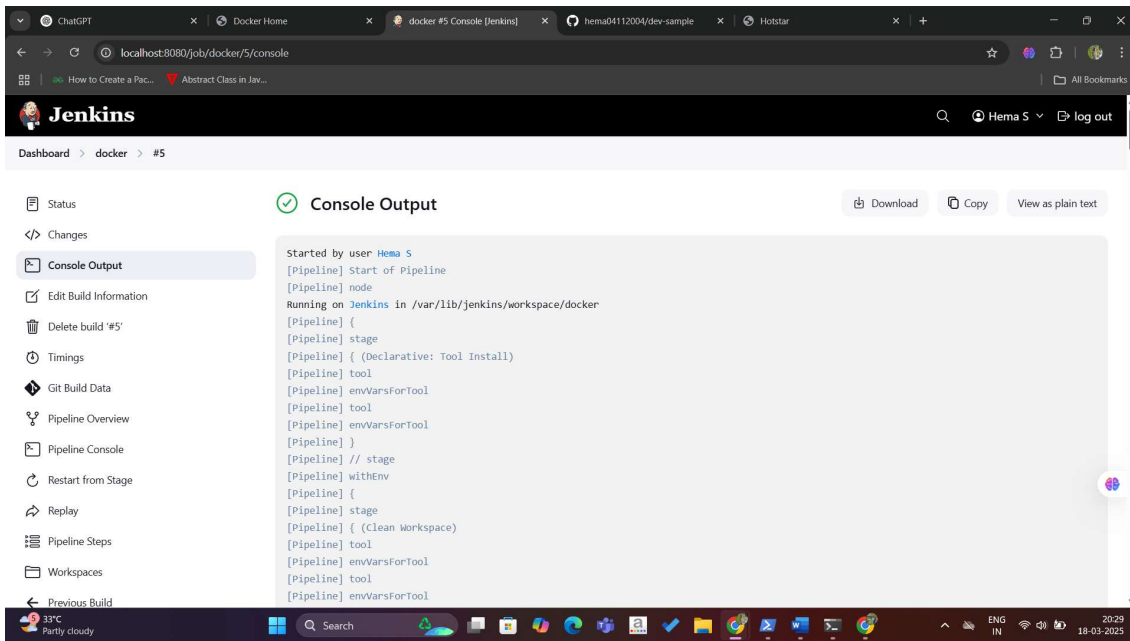 ChatGPT
Docker Home
docker #5 Console [Jenkins]
hema04112004/dev-sample
Hotstar
localhost:8080/job/docker/5/console
How to Create a Pac...
Abstract Class in Jav...
All Bookmarks
Jenkins
Hema S
log out
Dashboard > docker > #5
Status
Changes
Console Output
Edit Build Information
Delete build '#5'
Timings
Git Build Data
Pipeline Overview
Pipeline Console
Restart from Stage
Replay
Pipeline Steps
Workspaces
Previous Build
Console Output
Download
Copy
View as plain text
Started by user Hema S
[Pipeline] Start of Pipeline
[Pipeline] node
Running on Jenkins in /var/lib/jenkins/workspace/docker
[Pipeline] {
[Pipeline] stage
[Pipeline] { (Declarative: Tool Install)
[Pipeline] tool
[Pipeline] envVarsForTool
[Pipeline] tool
[Pipeline] envVarsForTool
[Pipeline] }
[Pipeline] // stage
[Pipeline] withEnv
[Pipeline] {
[Pipeline] stage
[Pipeline] { (Clean Workspace)
[Pipeline] tool
[Pipeline] envVarsForTool
[Pipeline] tool
[Pipeline] envVarsForTool
5
33°C
Partly cloudy
Search
ENG
IN
20:29
18-03-2025